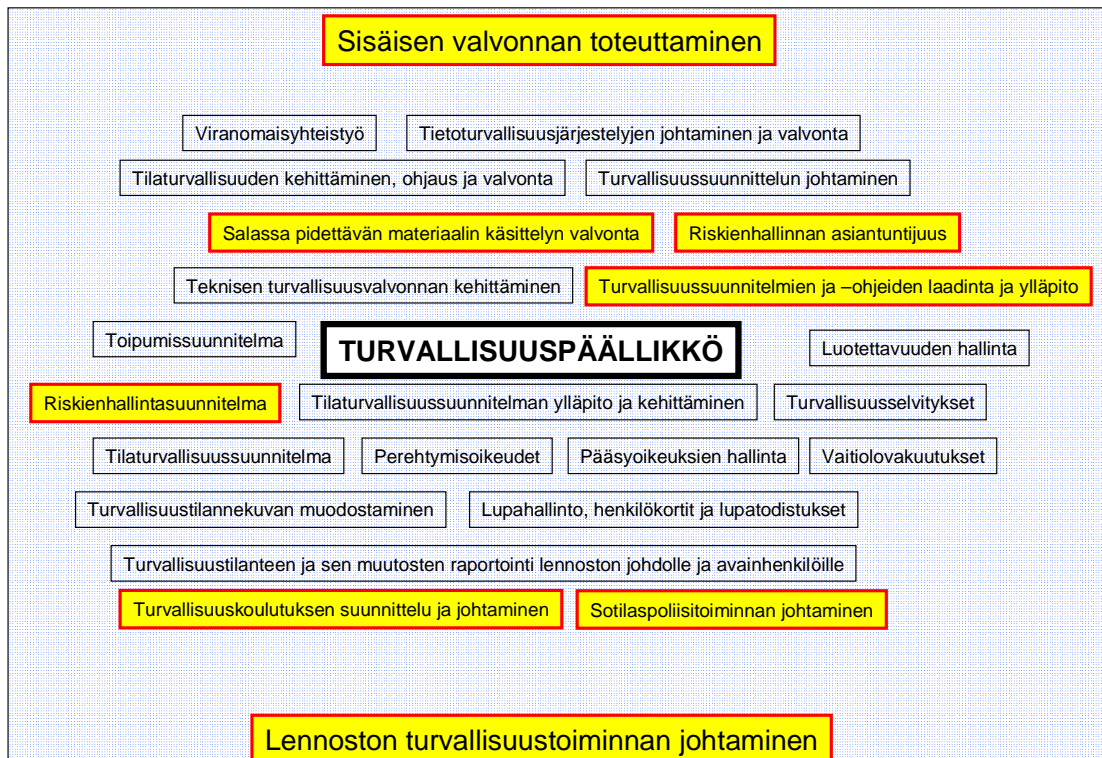 Sisäisen valvonnan toteuttaminen
Viranomaisyhteistyö
Tietoturvallisuusjärjestelyjen johtaminen ja valvonta
Tilaturvallisuuden kehittäminen, ohjaus ja valvonta
Turvallisuussuunnittelun johtaminen
Salassa pidettävän materiaalin käsittelyn valvonta
Riskienhallinnan asiantuntijuus
Teknisen turvallisuusvalvonnan kehittäminen
Turvallisuussuunnitelmien ja –ohjeiden laadinta ja ylläpito
Toipumissuunnitelma
TURVALLISUUSPÄÄLLIKKÖ
Luotettavuuden hallinta
Riskienhallintasuunnitelma
Tilaturvallisuussuunnitelman ylläpito ja kehittäminen
Turvallisuusselvitykset
Tilaturvallisuussuunnitelma
Perehtymisoikeudet
Pääsyoikeuksien hallinta
Vaitiolovakuutukset
Turvallisuustilannekuvan muodostaminen
Lupahallinto, henkilökortit ja lupatodistukset
Turvallisuustilanteen ja sen muutosten raportointi lennoston johdolle ja avainhenkilöille
Turvallisuuskoulutuksen suunnittelu ja johtaminen
Sotilaspoliisitoiminnan johtaminen
Lennoston turvallisuustoiminnan johtaminen